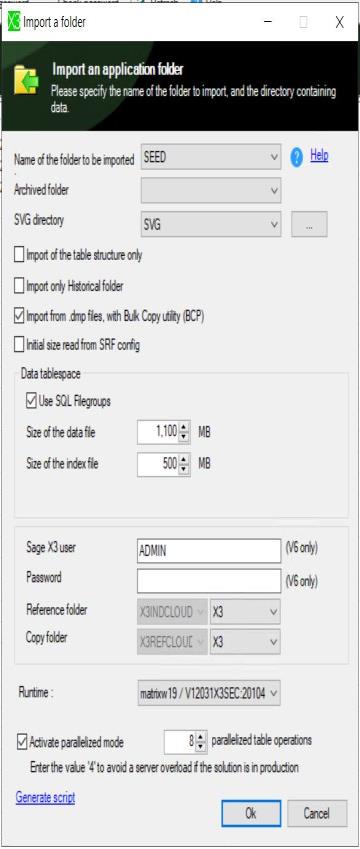 X3 Import a folder
Import an application folder
Please specify the name of the folder to import, and the directory containing
data.
Name of the folder to be imported SEED Help
Archived folder
SVG directory SVG ...
Import of the table structure only
Import only Historical folder
Import from .dmp files, with Bulk Copy utility (BCP)
Initial size read from SRF config
Data tablespace
Use SQL Filegroups
Size of the data file 1,100 MB
Size of the index file 500 MB
Sage X3 user ADMIN (V6 only)
Password (V6 only)
Reference folder X3INDCLOUD X3
Copy folder X3REFCLOUD X3
Runtime : matrixw19 / V12031X3SEC:20104
Activate parallelized mode 8 parallelized table operations
Enter the value '4' to avoid a server overload if the solution is in production
Generate script
Ok Cancel